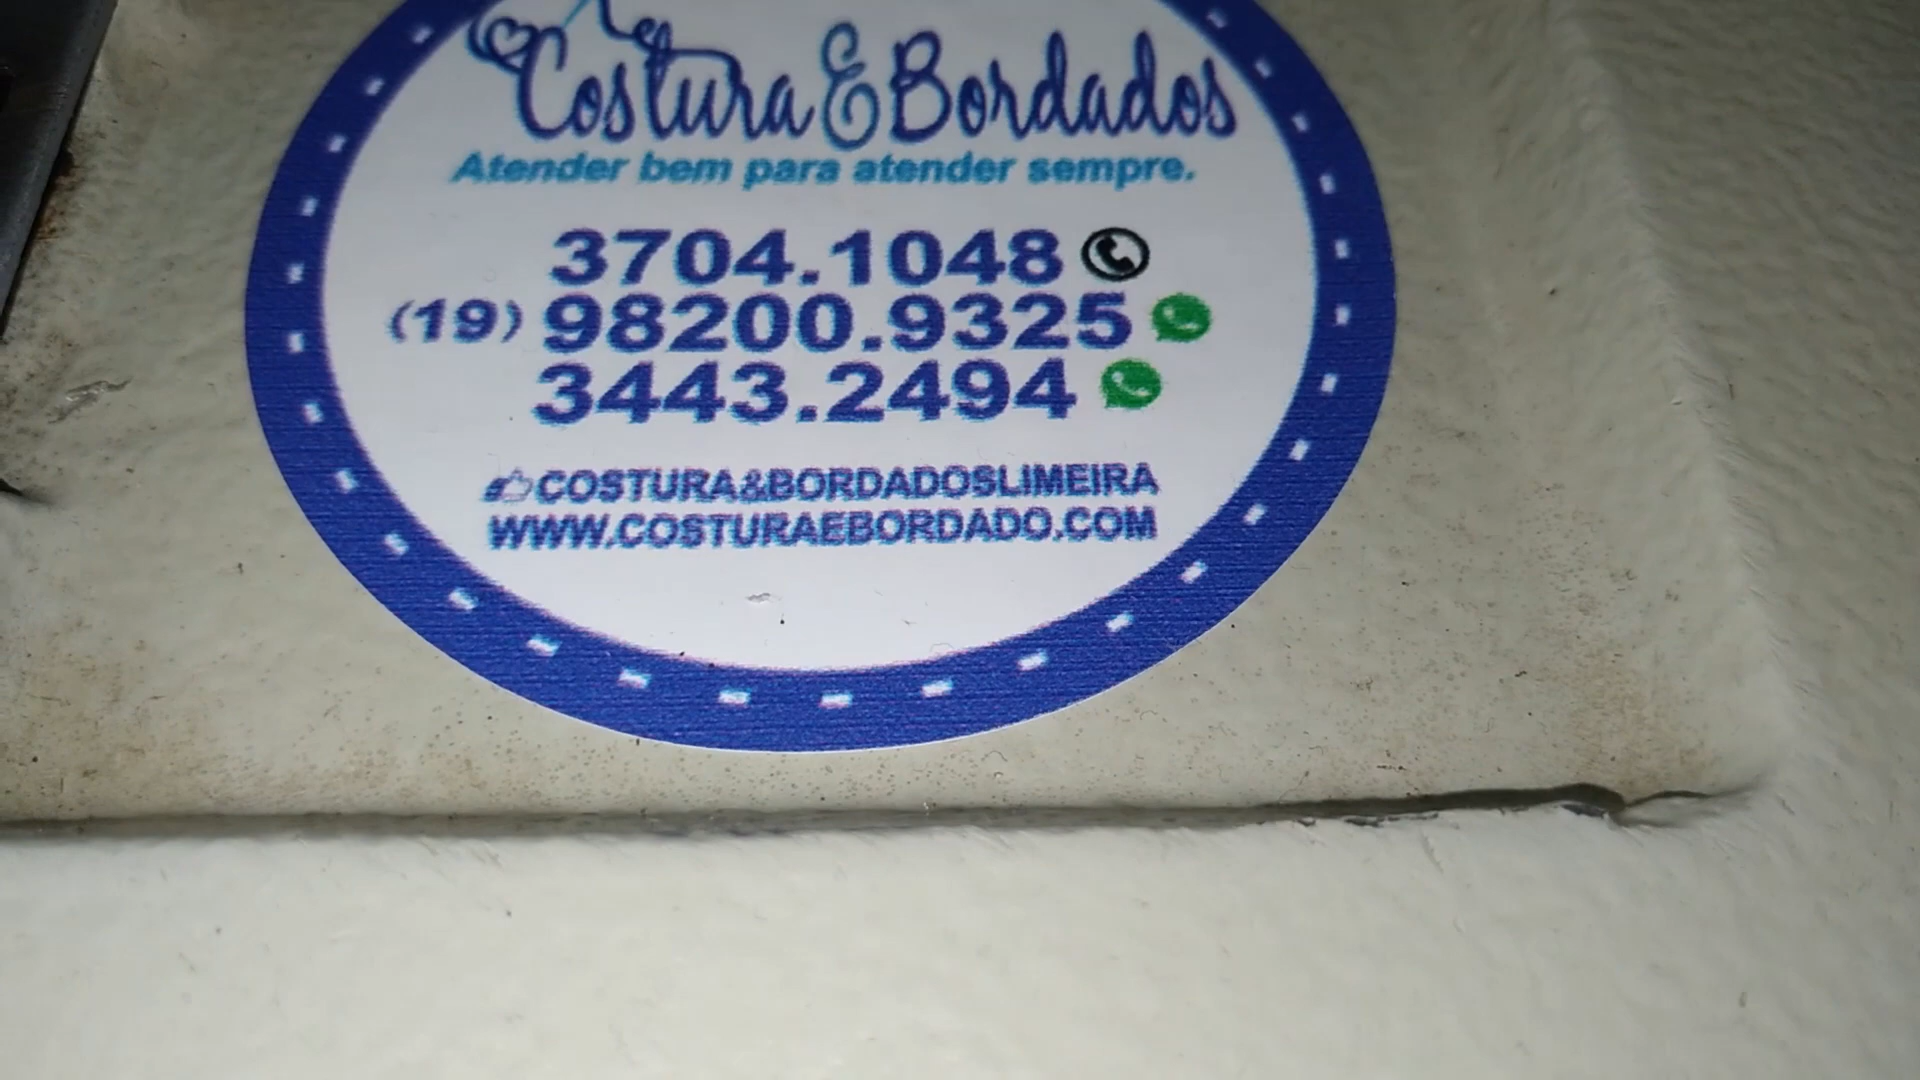 Costura E Bordados
Atender bem para atender sempre.
3704.1048
(19) 98200.9325
3443.2494
COSTURA&BORDADOSLIMEIRA
WWW.COSTURAEBORDADO.COM